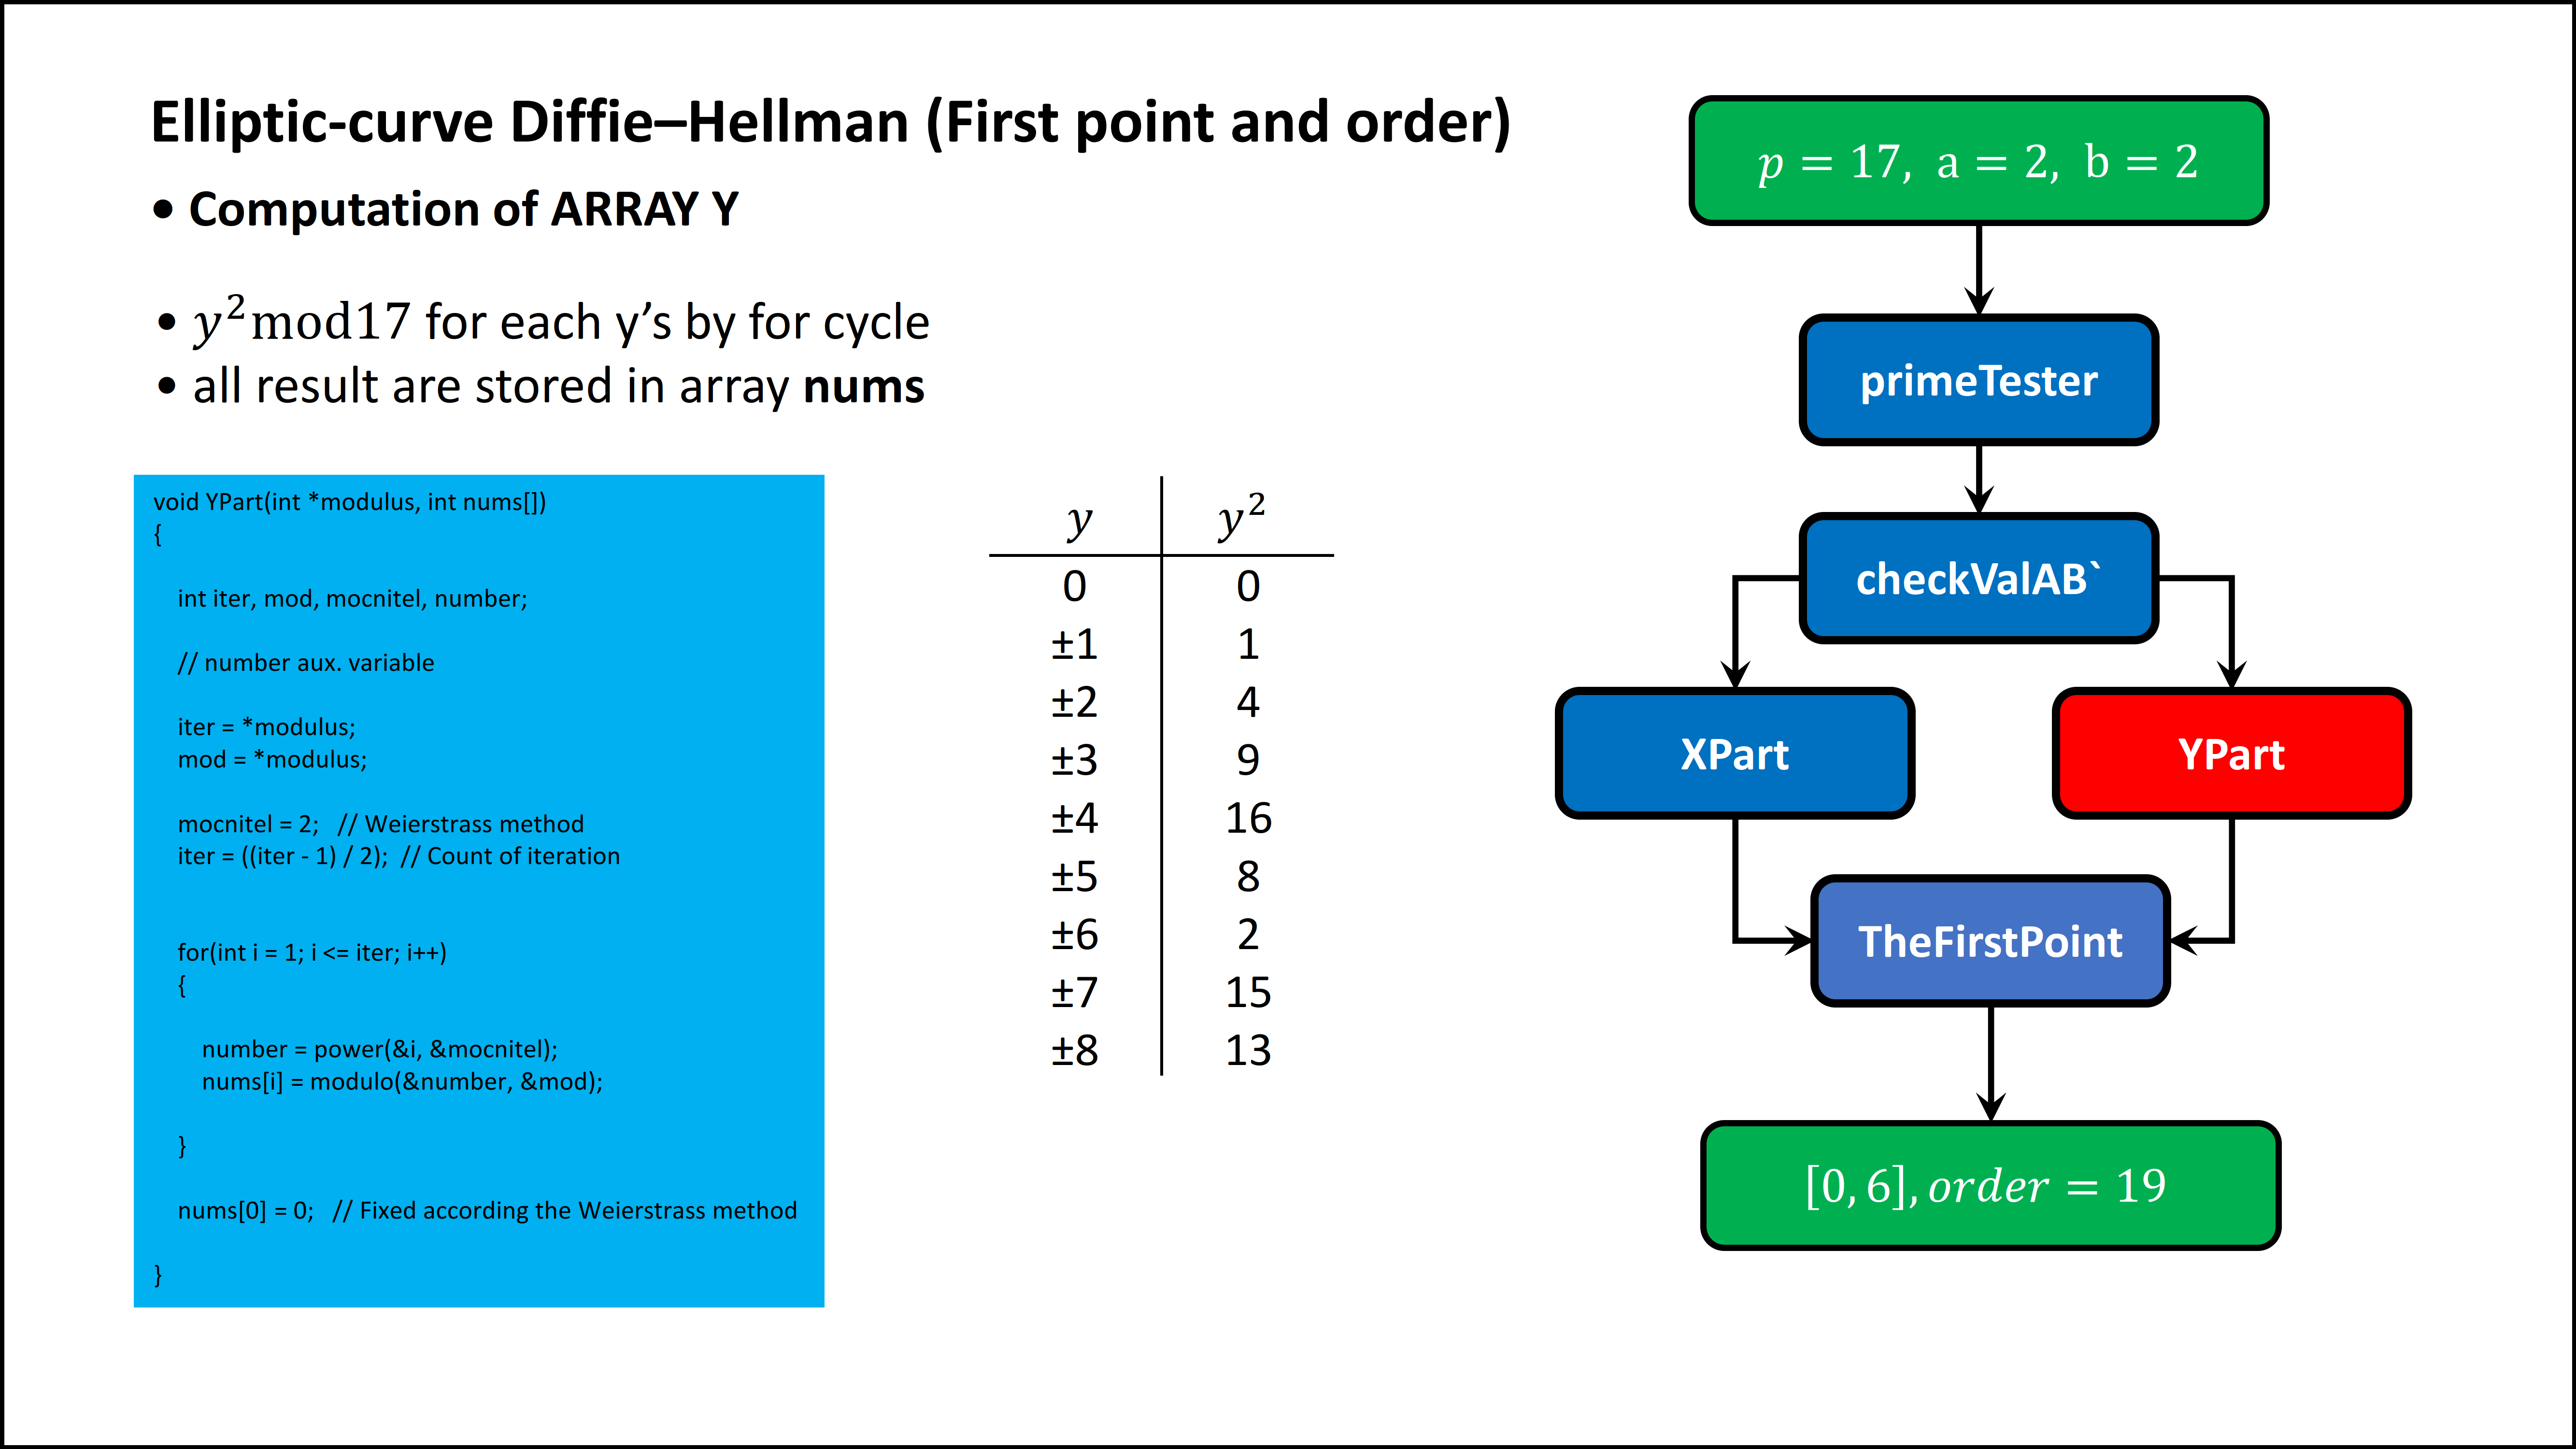 Elliptic-curve Diffie–Hellman (First point and order)
• Computation of ARRAY Y
• y² mod17 for each y’s by for cycle
• all result are stored in array nums
void YPart(int *modulus, int nums[])
{
int iter, mod, mocnitel, number;
// number aux. variable
iter = *modulus;
mod = *modulus;
mocnitel = 2;   // Weierstrass method
iter = ((iter - 1) / 2);  // Count of iteration
for(int i = 1; i <= iter; i++)
{
number = power(&i, &mocnitel);
nums[i] = modulo(&number, &mod);
}
nums[0] = 0;   // Fixed according the Weierstrass method
}
y y²
0 0
±1 1
±2 4
±3 9
±4 16
±5 8
±6 2
±7 15
±8 13
p = 17, a = 2, b = 2
primeTester
checkValAB`
XPart YPart
TheFirstPoint
[0, 6], order = 19